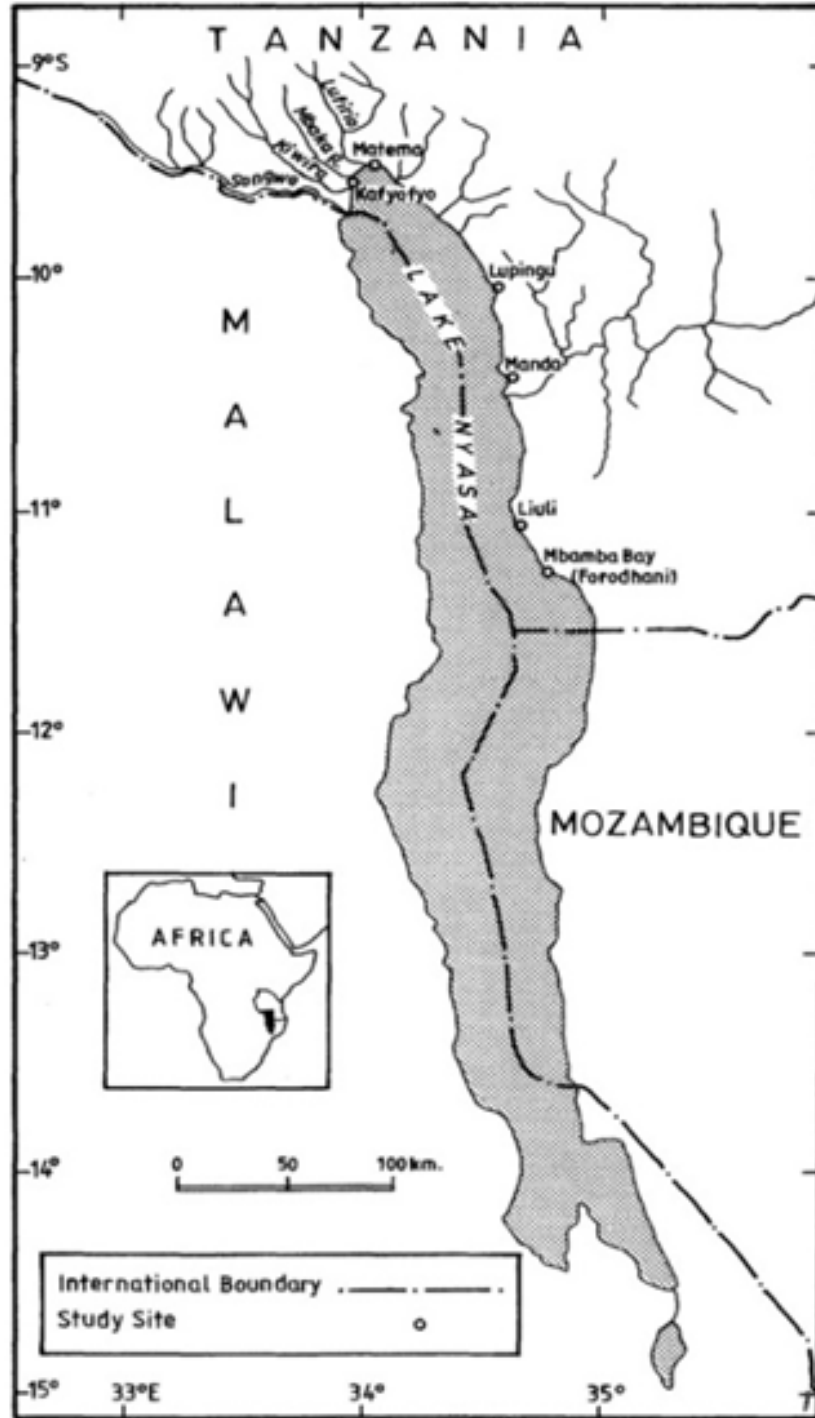 TANZANIA
9°S
Lufirio
Mbaka R.
Kiwira
Matema
Songwe
Kafyofyo
10°
LAKE NYASA
Lupingu
MALAWI
Manda
11°
Liuli
Mbamba Bay
(Forodhani)
12°
MOZAMBIQUE
AFRICA
13°
14°
0 50 100 km.
International Boundary
Study Site
15° 33°E 34° 35°